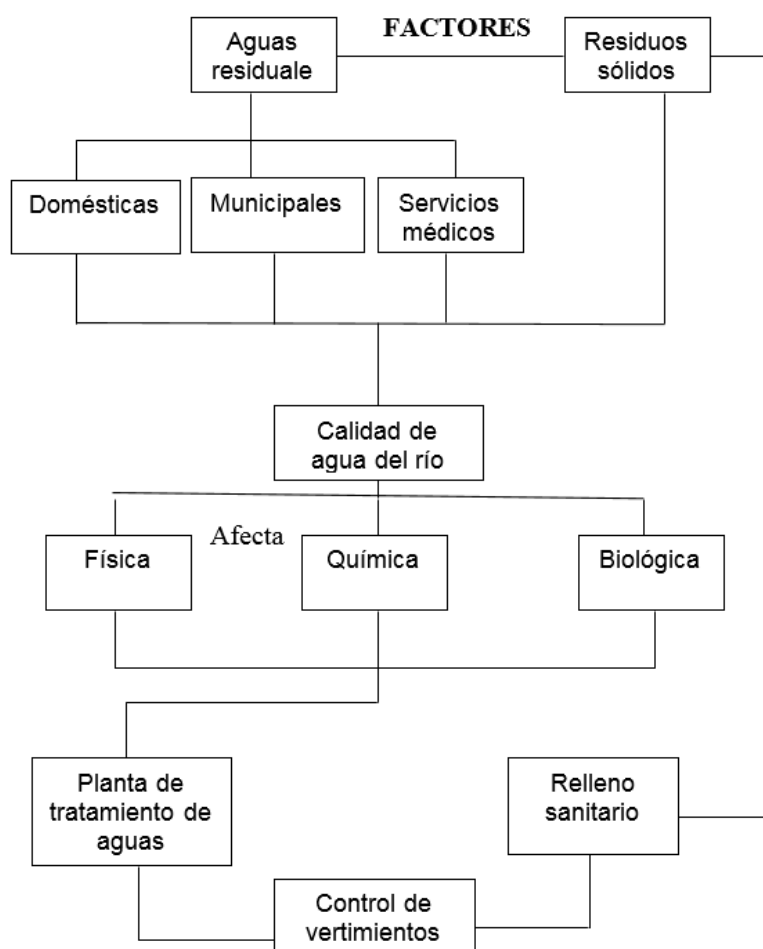 FACTORES
Aguas
residuale
Residuos
sólidos
Domésticas
Municipales
Servicios
médicos
Calidad de
agua del río
Afecta
Física
Química
Biológica
Planta de
tratamiento de
aguas
Relleno
sanitario
Control de
vertimientos